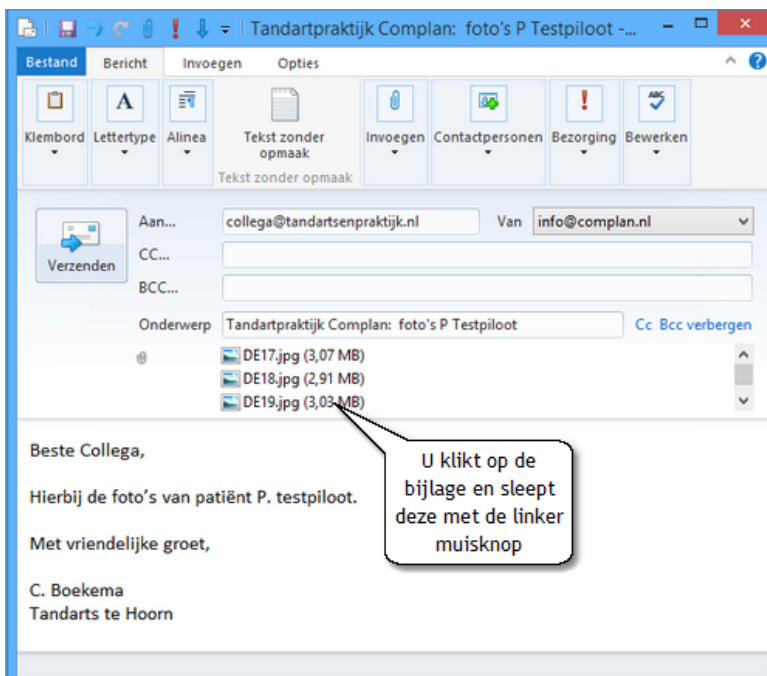 Tandartpraktijk Complan: foto's P Testpiloot -...
Bestand Bericht Invoegen Opties
Klembord Lettertype Alinea Tekst zonder opmaak Invoegen Contactpersonen Bezorging Bewerken
Tekst zonder opmaak
Verzenden
Aan... collega@tandartsenpraktijk.nl Van info@complan.nl
CC...
BCC...
Onderwerp Tandartpraktijk Complan: foto's P Testpiloot Cc Bcc verbergen
DE17.jpg (3,07 MB)
DE18.jpg (2,91 MB)
DE19.jpg (3,03 MB)
U klikt op de
bijlage en sleept
deze met de linker
muisknop
Beste Collega,
Hierbij de foto's van patiënt P. testpiloot.
Met vriendelijke groet,
C. Boekema
Tandarts te Hoorn